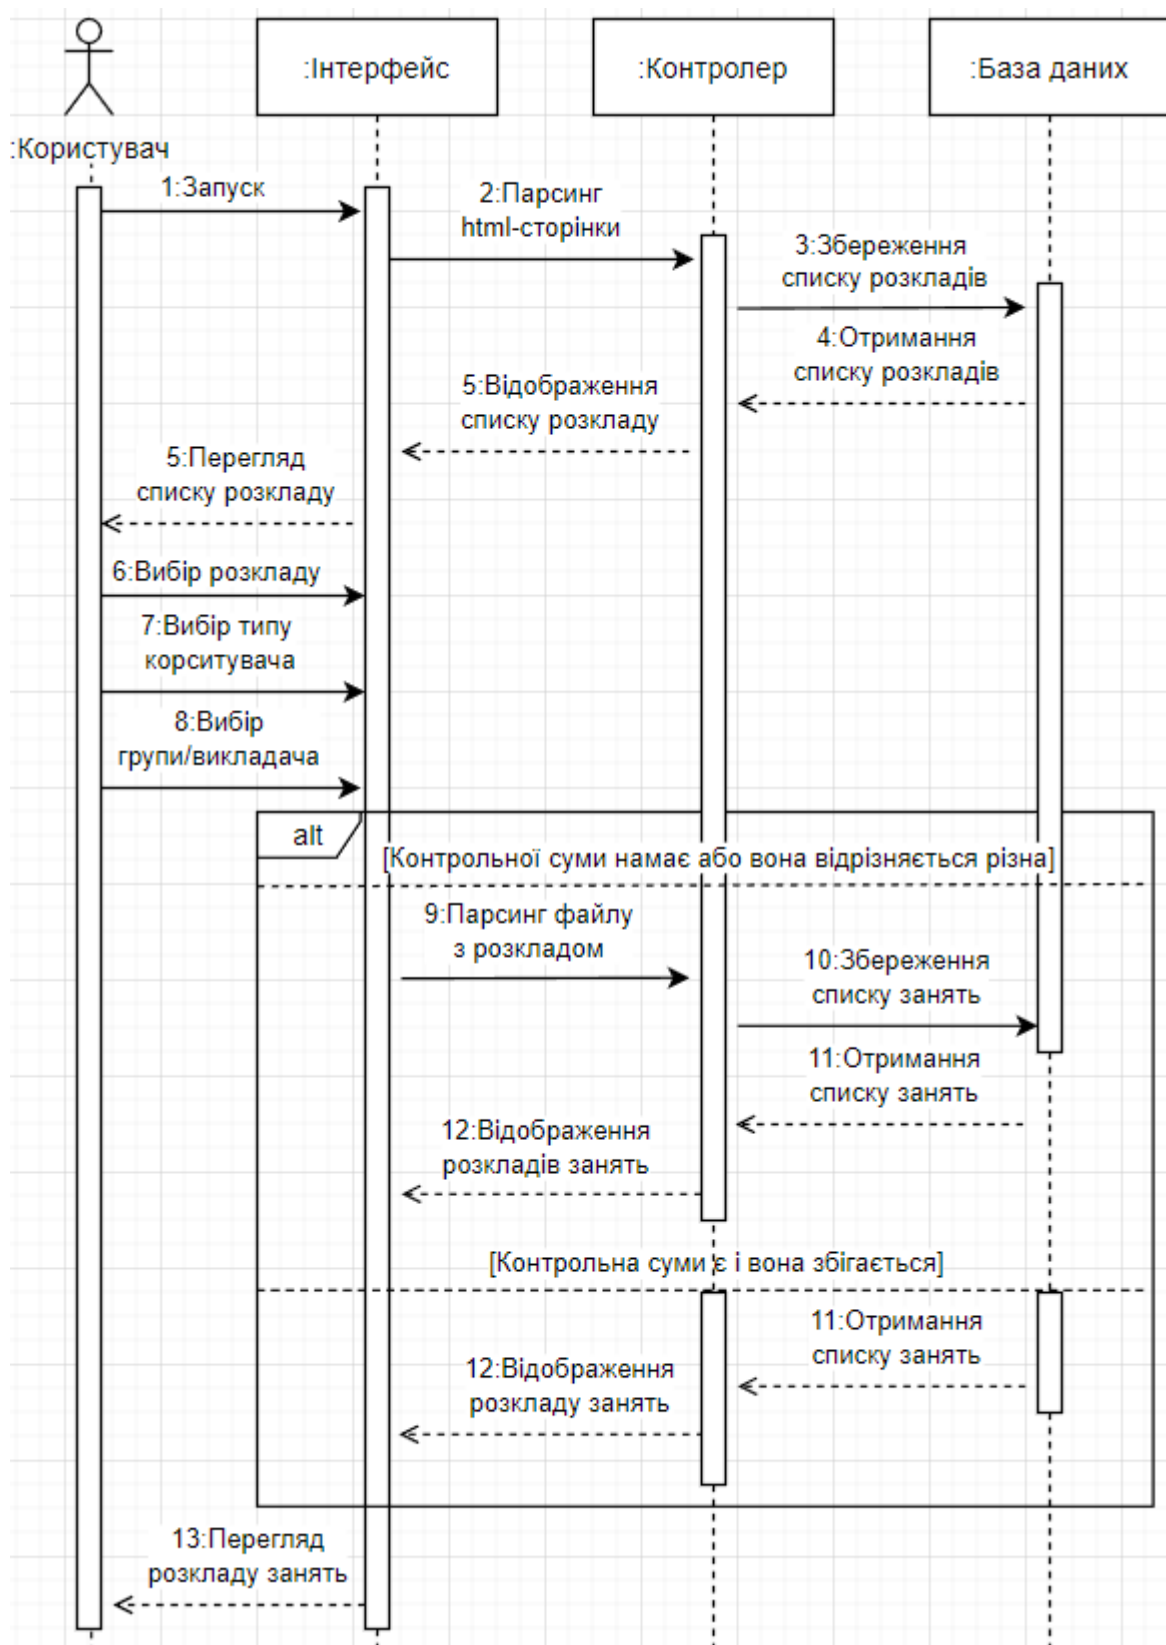 :Інтерфейс
:Контролер
:База даних
:Користувач
1:Запуск
2:Парсинг
html-сторінки
3:Збереження
списку розкладів
4:Отримання
списку розкладів
5:Відображення
списку розкладу
5:Перегляд
списку розкладу
6:Вибір розкладу
7:Вибір типу
корситувача
8:Вибір
групи/викладача
alt
[Контрольної суми намає або вона відрізняється різна]
9:Парсинг файлу
з розкладом
10:Збереження
списку занять
11:Отримання
списку занять
12:Відображення
розкладів занять
[Контрольна суми є і вона збігається]
11:Отримання
списку занять
12:Відображення
розкладу занять
13:Перегляд
розкладу занять